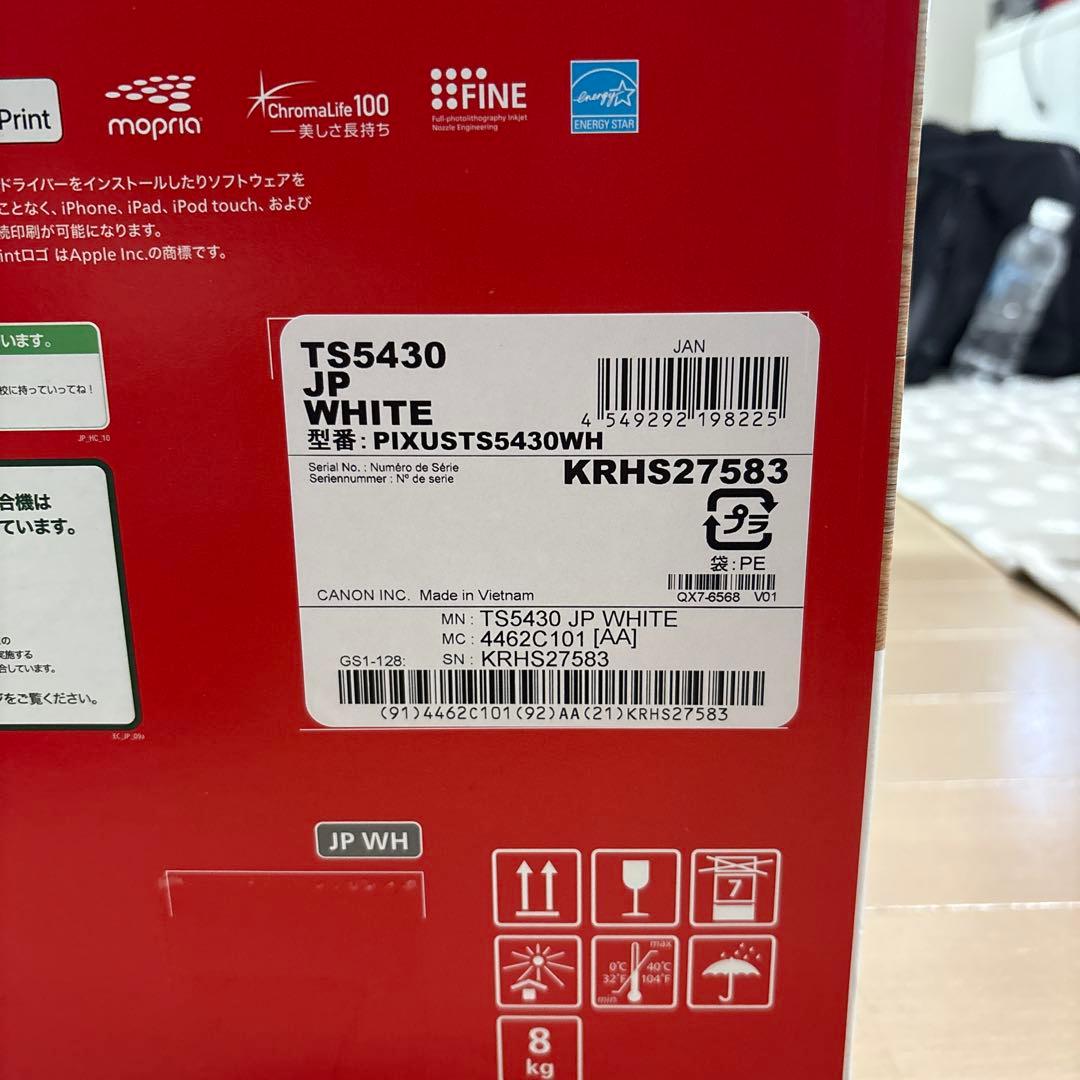 Print
mopria
ChromaLife100
美しさ長持ち
FINE
Full-photolithography Inkjet
Nozzle Engineering
energy
ENERGY STAR
ドライバーをインストールしたりソフトウェアを
ことなく、iPhone、iPad、iPod touch、および
続印刷が可能になります。
intロゴ はApple Inc.の商標です。
います。
校に持っていってね！
JP_HC_10
合機は
ています。
の
実施する
合しています。
ジをご覧ください。
EC_JP_09a
TS5430
JP
WHITE
JAN
4 549292 198225
型番：PIXUSTS5430WH
Serial No. : Numéro de Série
Seriennummer : Nº de serie
KRHS27583
プラ
袋：PE
QX7-6568 V01
CANON INC. Made in Vietnam
MN : TS5430 JP WHITE
MC : 4462C101 [AA]
GS1-128: SN : KRHS27583
(91)4462C101(92)AA(21)KRHS27583
JP WH
7
max
0℃ 40℃
32°F 104°F
min
8
kg